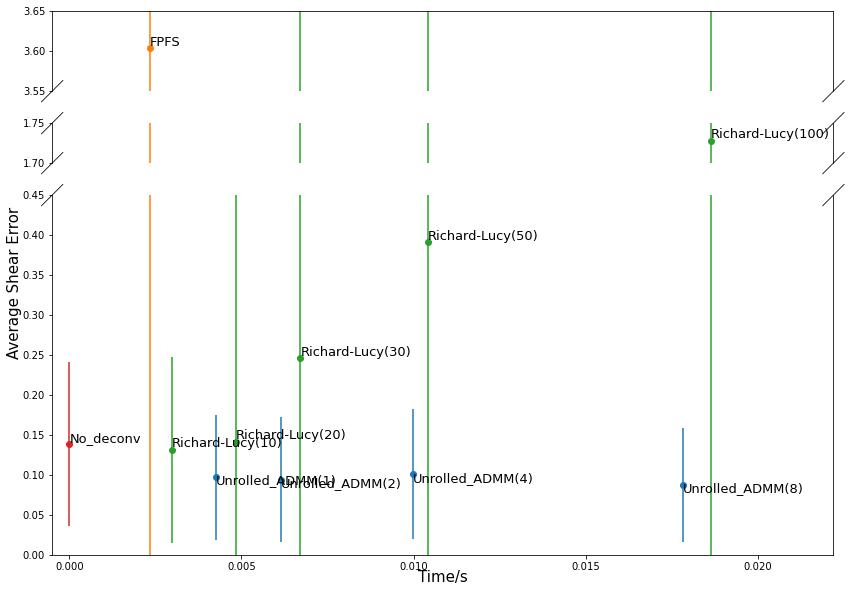 3.65
FPFS
3.60
3.55
1.75
Richard-Lucy(100)
1.70
0.45
0.40
Richard-Lucy(50)
0.35
Average Shear Error
0.30
0.25
Richard-Lucy(30)
0.20
0.15
No_deconv
Richard-Lucy(20)
Richard-Lucy(10)
0.10
Unrolled_ADMM(1)
Unrolled_ADMM(2)
Unrolled_ADMM(4)
Unrolled_ADMM(8)
0.05
0.00
0.000
0.005
0.010
0.015
0.020
Time/s